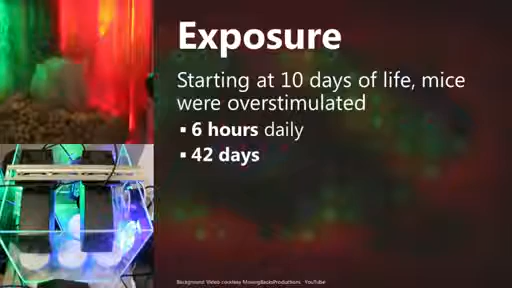 Exposure
Starting at 10 days of life, mice
were overstimulated
▪ 6 hours daily
▪ 42 days
Background Video courtesy MovingBacksProductions YouTube